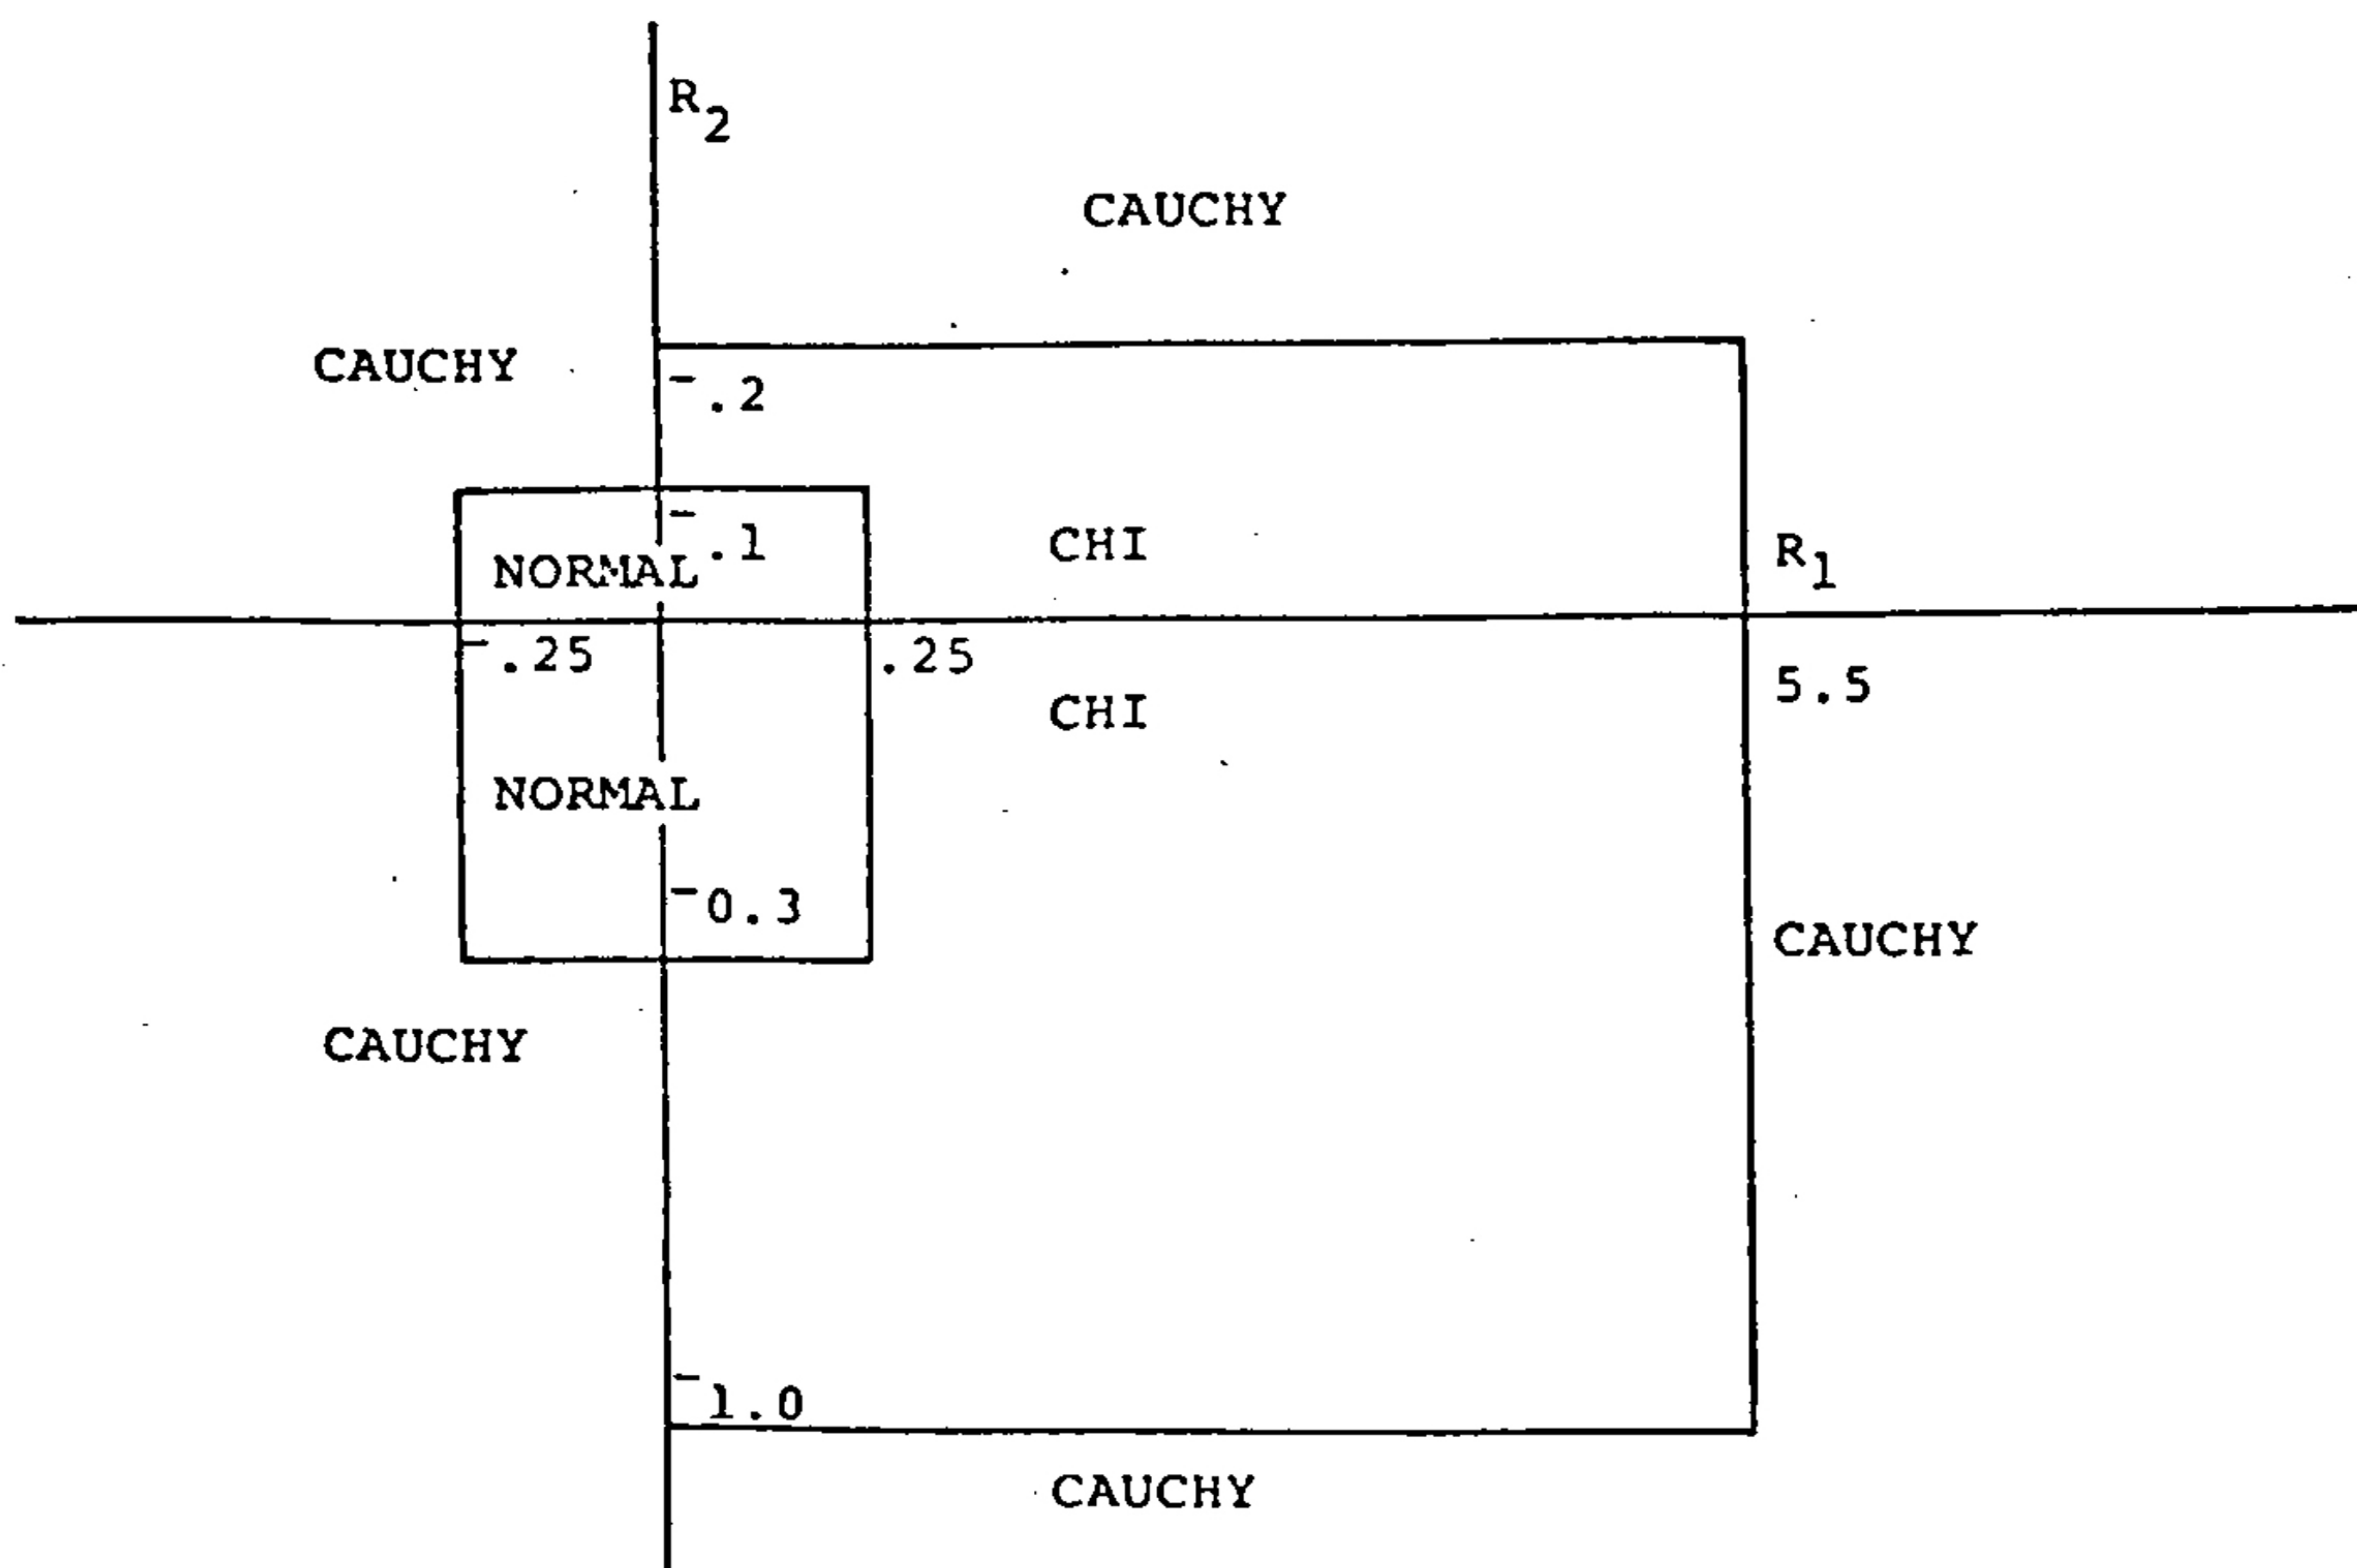 R₂
CAUCHY
CAUCHY
⁻.2
⁻.1
CHI
NORMAL
R₁
⁻.25
.25
5.5
CHI
NORMAL
⁻0.3
CAUCHY
CAUCHY
⁻1.0
CAUCHY